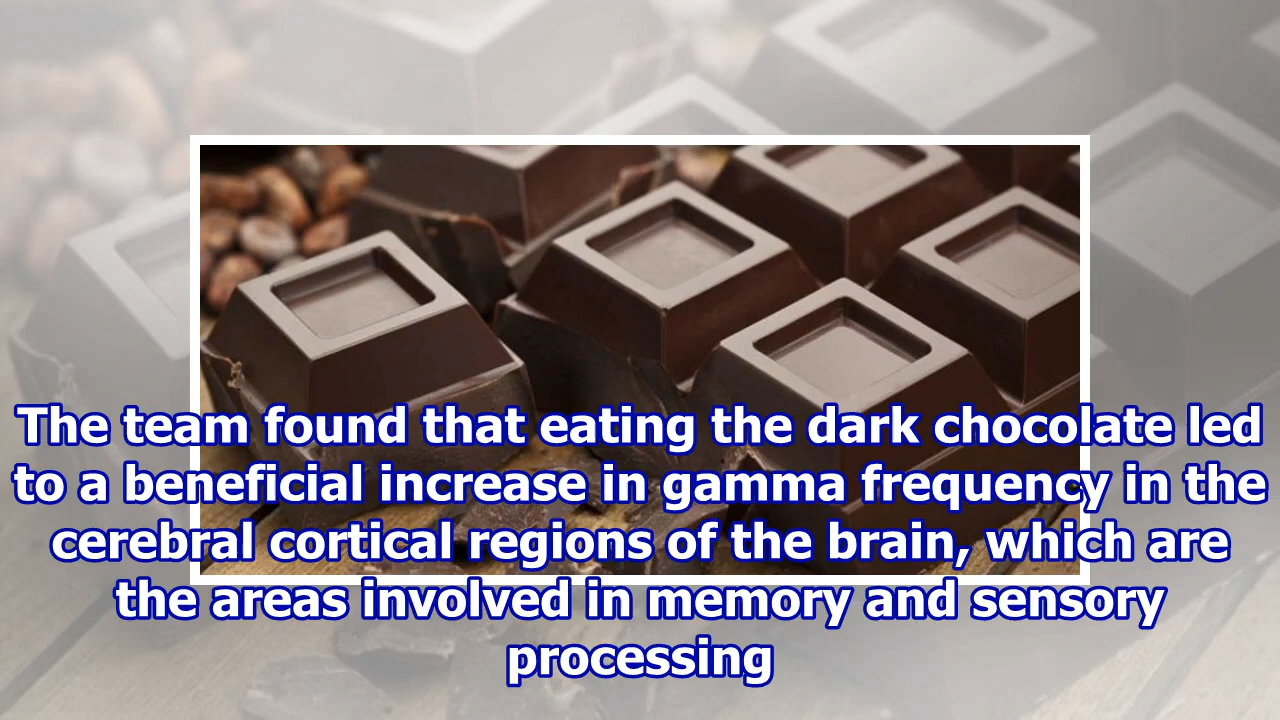 The team found that eating the dark chocolate led
to a beneficial increase in gamma frequency in the
cerebral cortical regions of the brain, which are
the areas involved in memory and sensory
processing